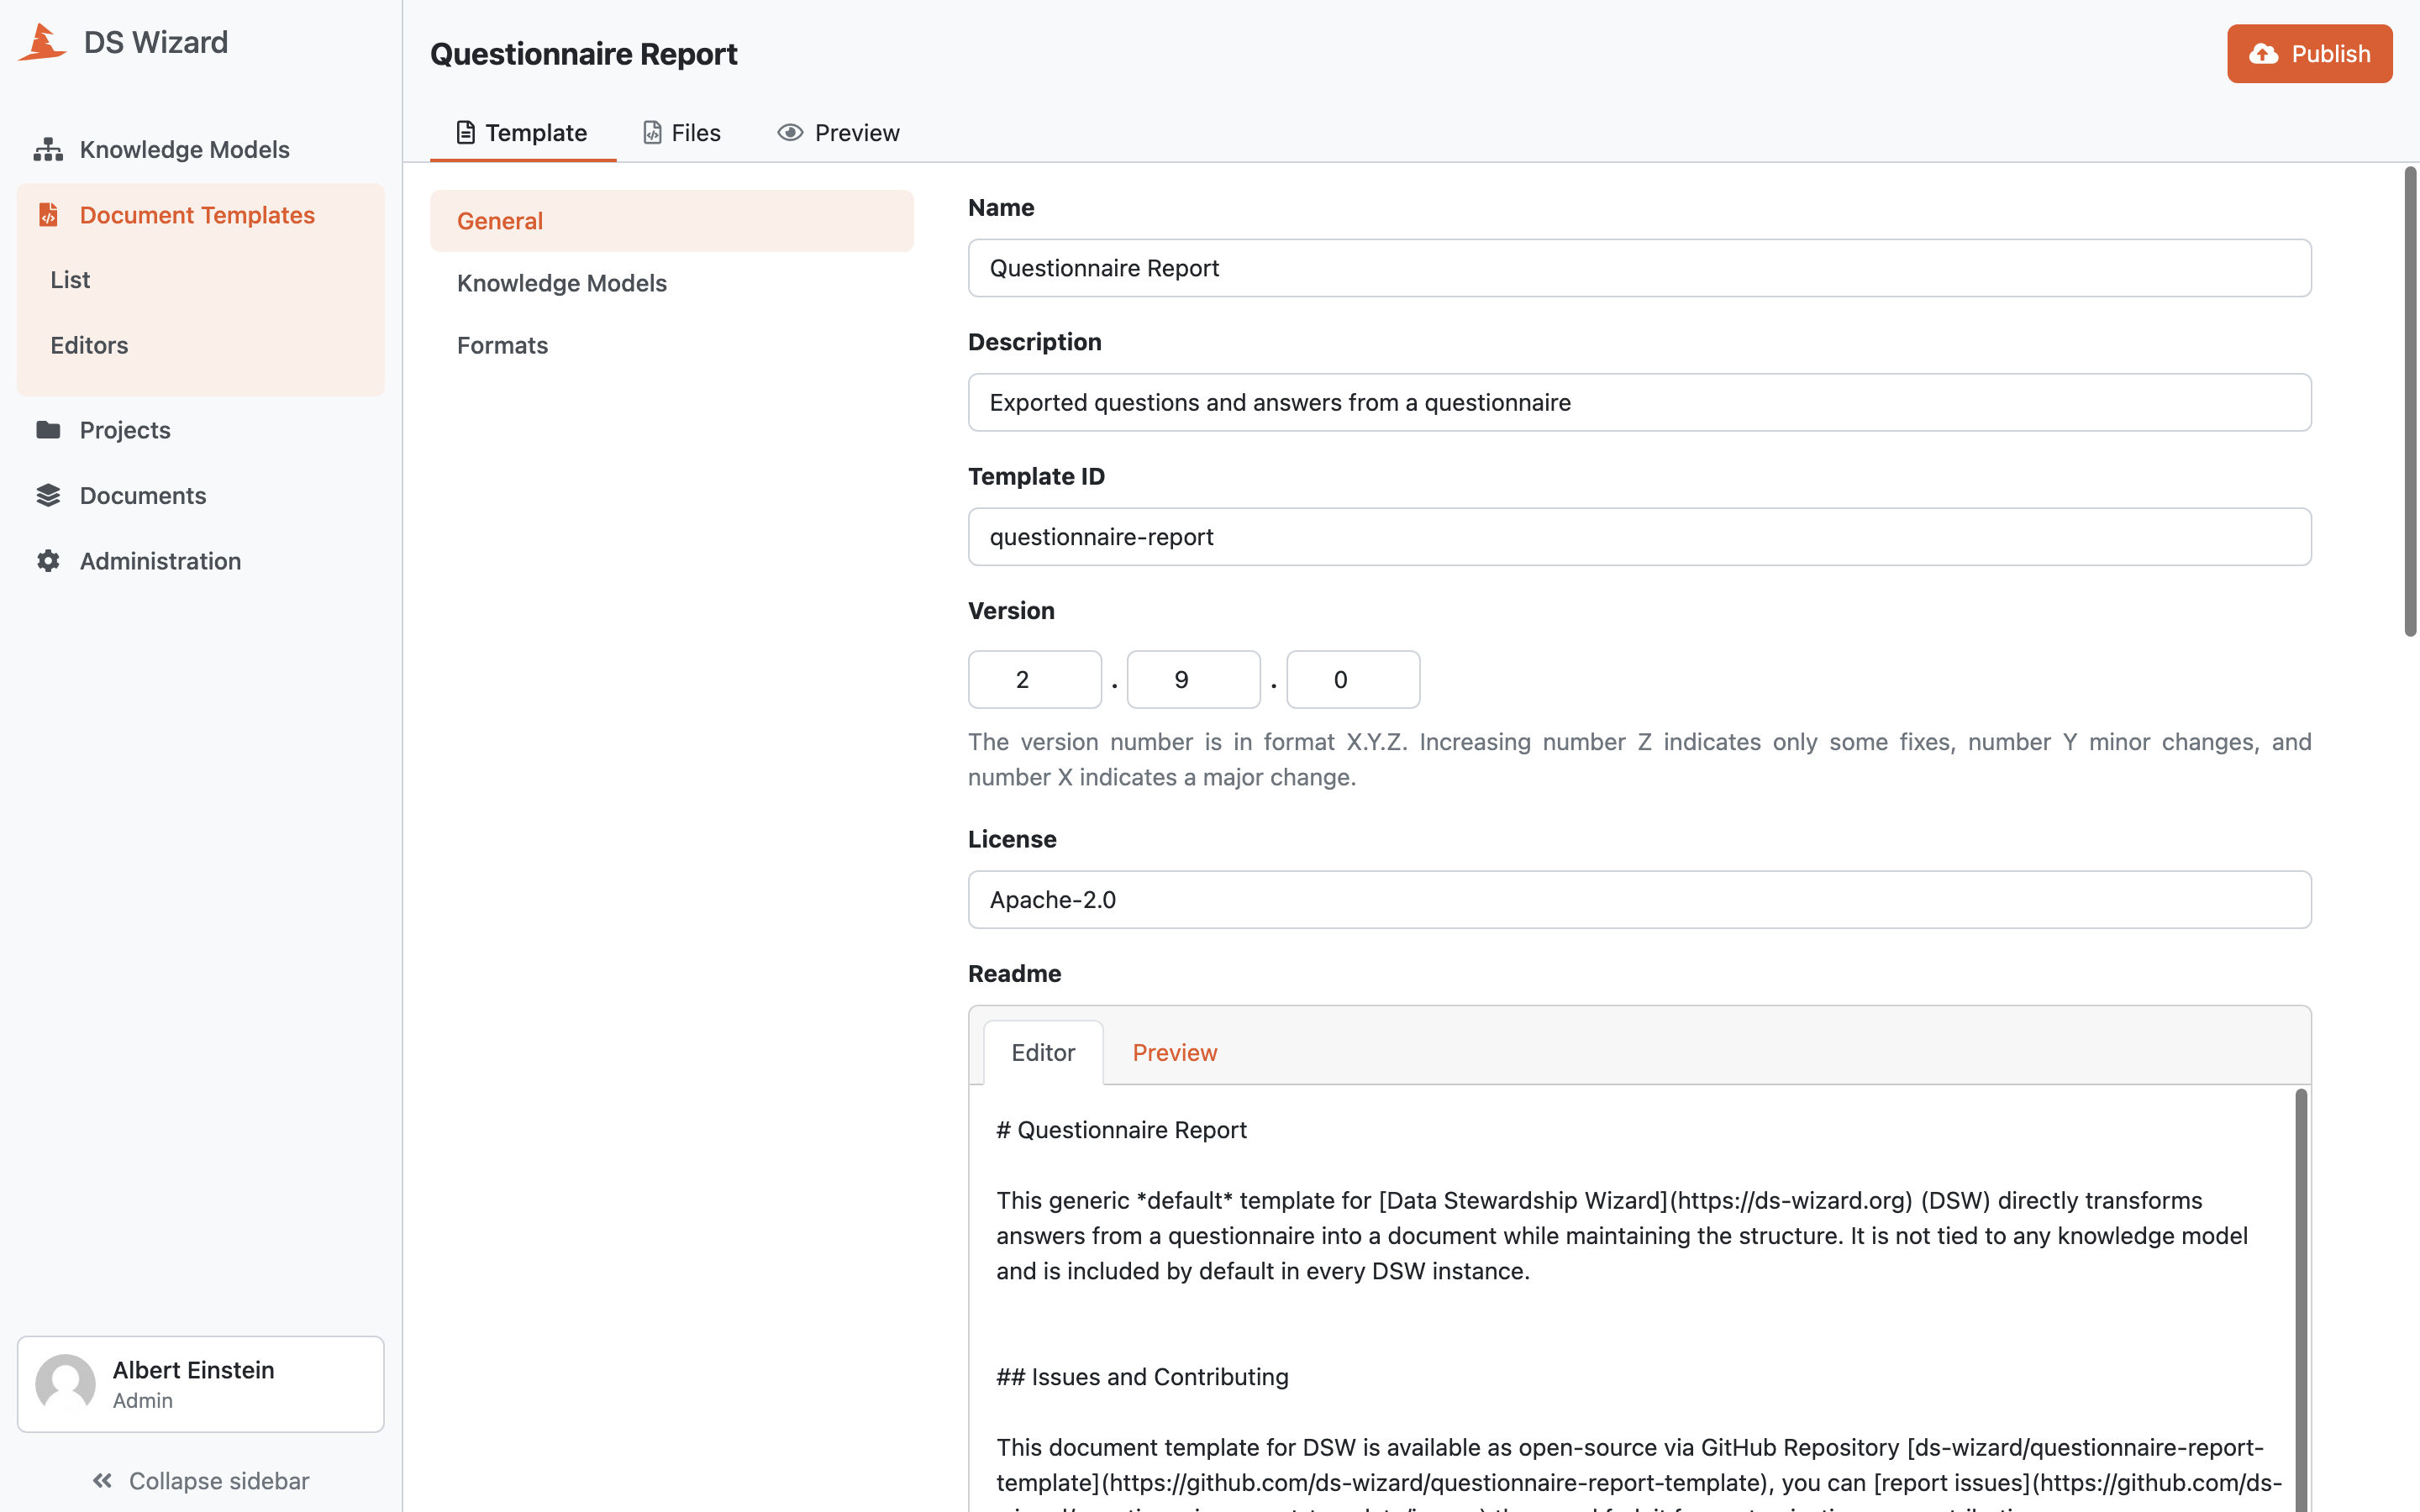 DS Wizard
Knowledge Models
Document Templates
List
Editors
Projects
Documents
Administration
Albert Einstein
Admin
Collapse sidebar
Questionnaire Report
Publish
Template
Files
Preview
General
Knowledge Models
Formats
Name
Questionnaire Report
Description
Exported questions and answers from a questionnaire
Template ID
questionnaire-report
Version
2 . 9 . 0
The version number is in format X.Y.Z. Increasing number Z indicates only some fixes, number Y minor changes, and
number X indicates a major change.
License
Apache-2.0
Readme
Editor
Preview
# Questionnaire Report
This generic *default* template for [Data Stewardship Wizard](https://ds-wizard.org) (DSW) directly transforms
answers from a questionnaire into a document while maintaining the structure. It is not tied to any knowledge model
and is included by default in every DSW instance.
## Issues and Contributing
This document template for DSW is available as open-source via GitHub Repository [ds-wizard/questionnaire-report-
template](https://github.com/ds-wizard/questionnaire-report-template), you can [report issues](https://github.com/ds-